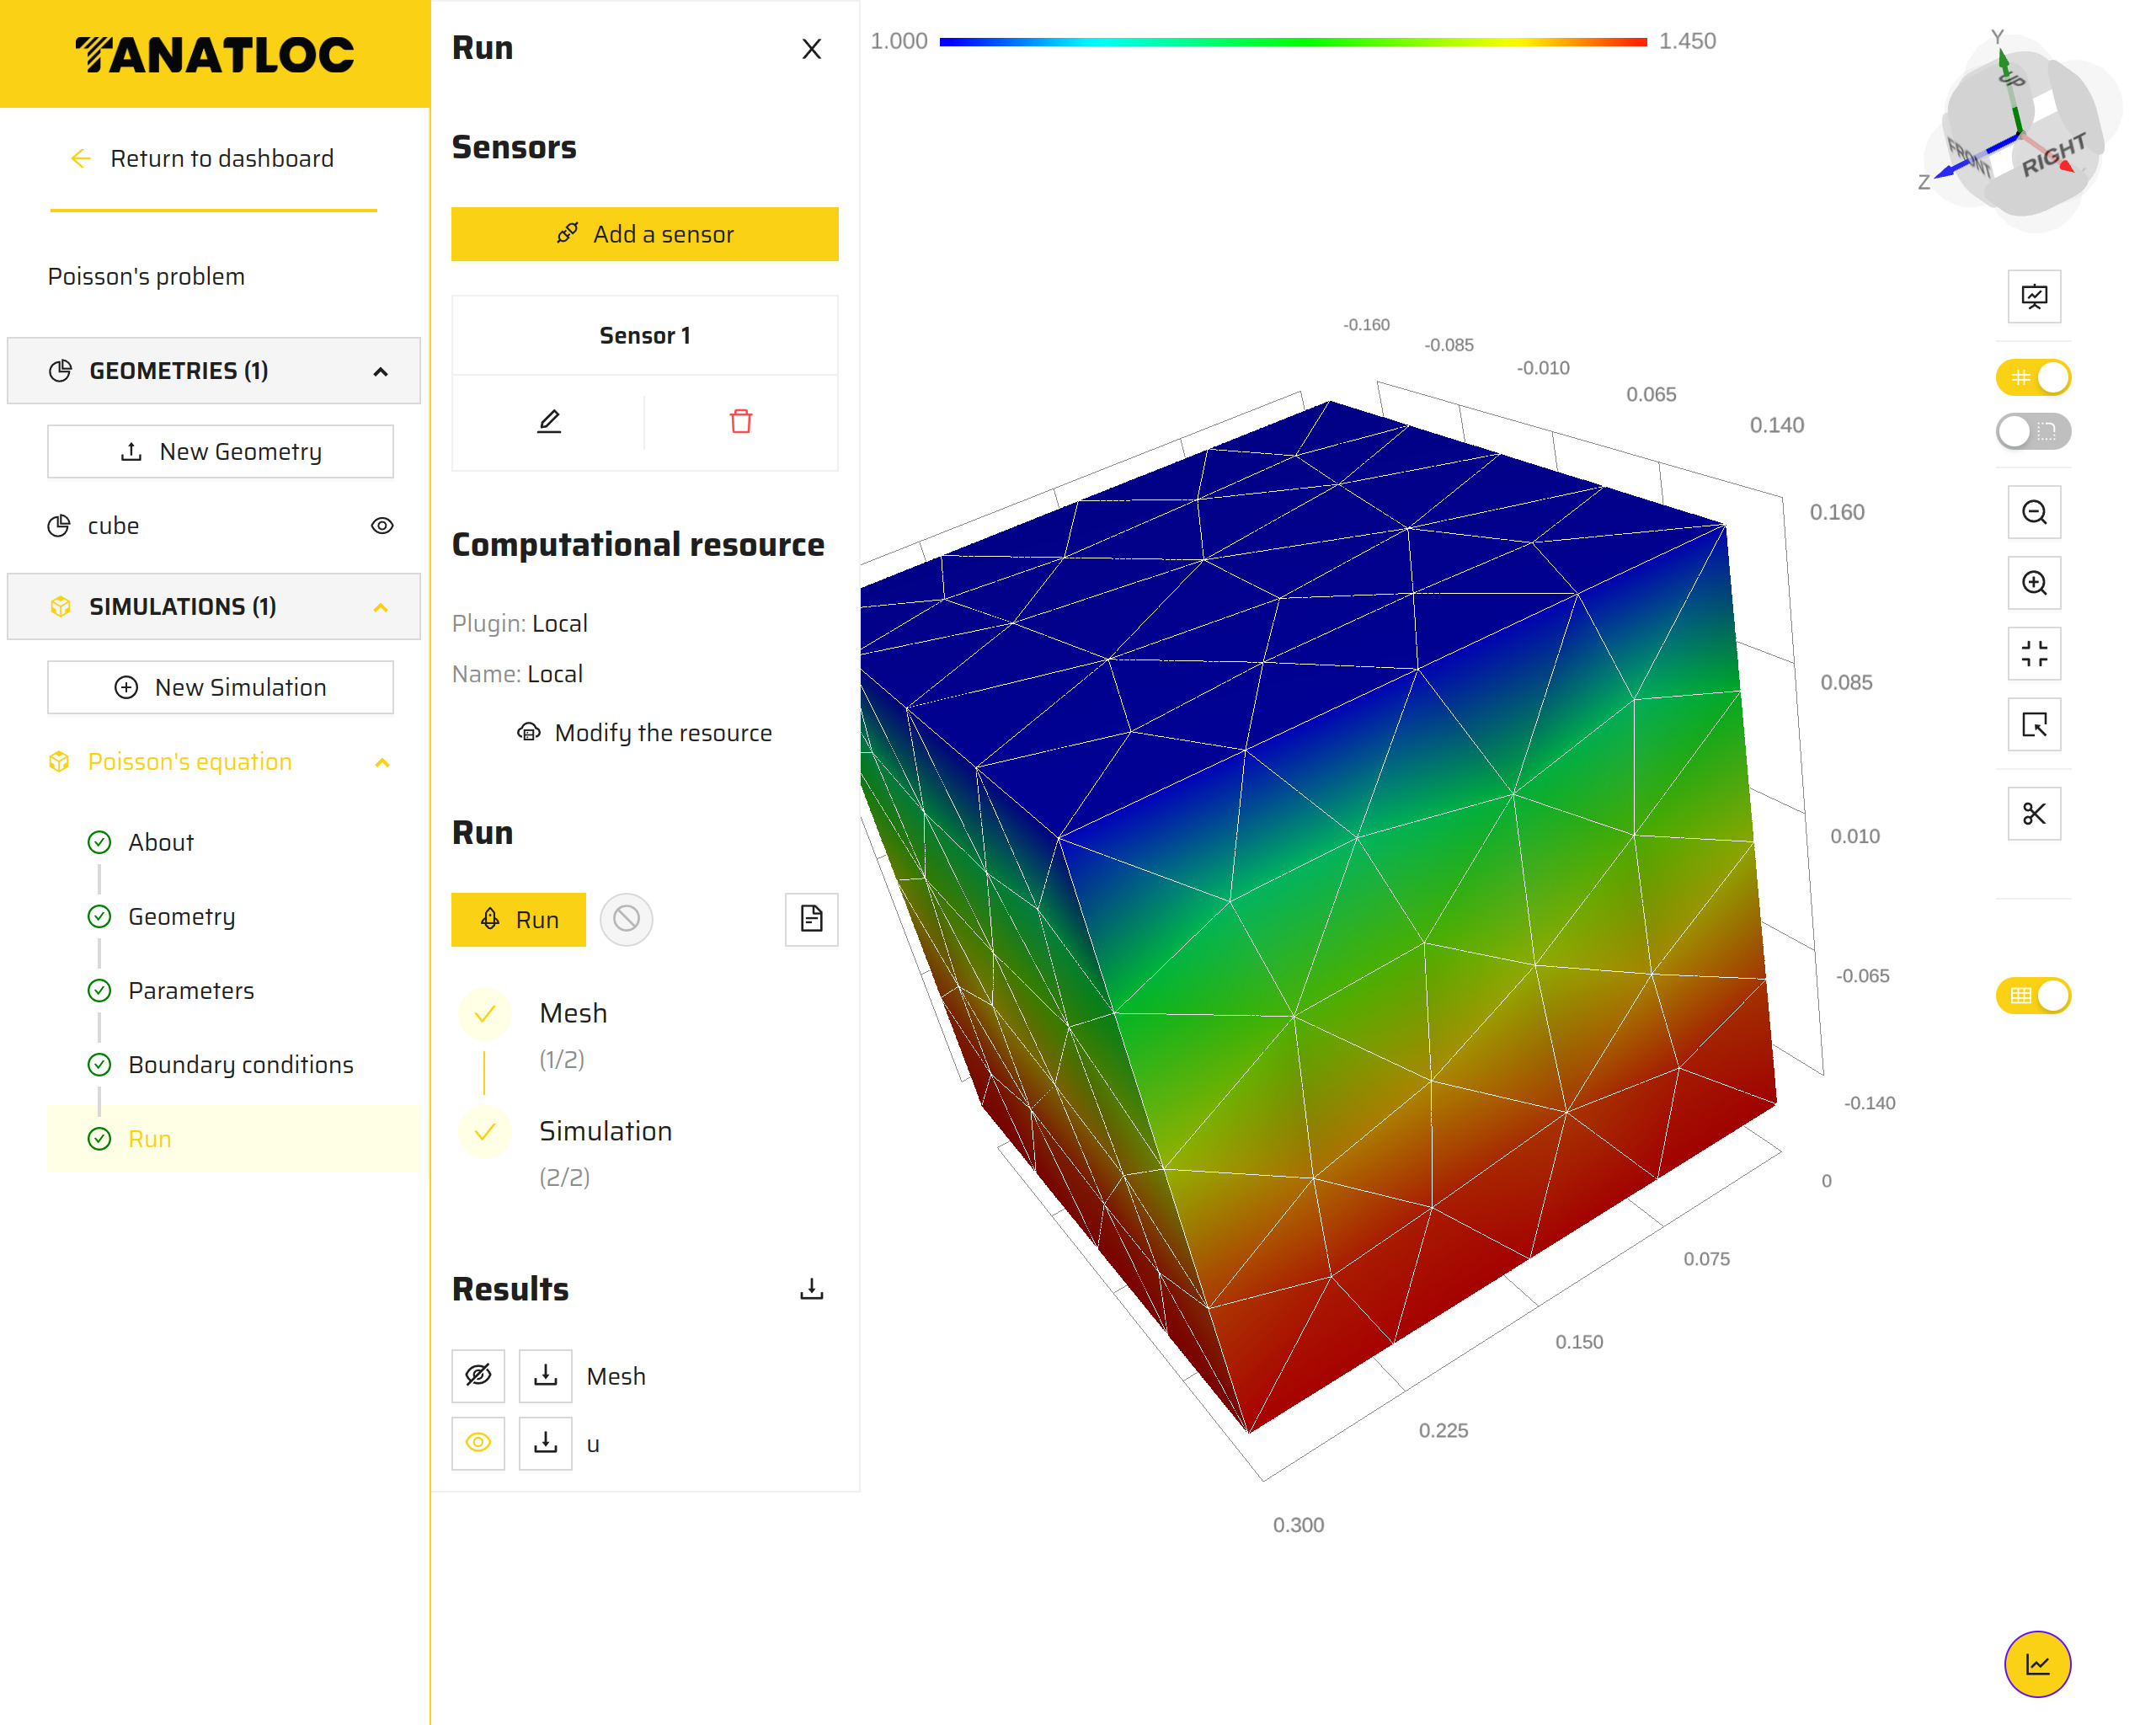 TANATLOC
Return to dashboard
Poisson's problem
GEOMETRIES (1)
New Geometry
cube
SIMULATIONS (1)
New Simulation
Poisson's equation
About
Geometry
Parameters
Boundary conditions
Run
Run
Sensors
Add a sensor
Sensor 1
Computational resource
Plugin: Local
Name: Local
Modify the resource
Run
Run
Mesh
(1/2)
Simulation
(2/2)
Results
Mesh
u
1.000
1.450
Y
UP
FRONT
RIGHT
Z
-0.160
-0.085
-0.010
0.065
0.140
0.160
0.085
0.010
-0.065
-0.140
0
0.075
0.150
0.225
0.300